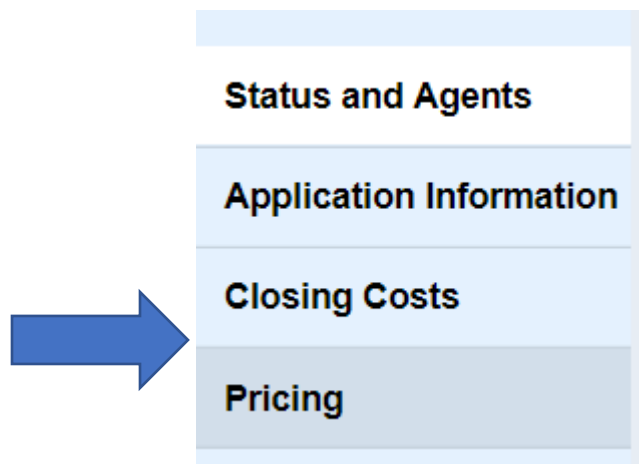 Status and Agents
Application Information
Closing Costs
Pricing